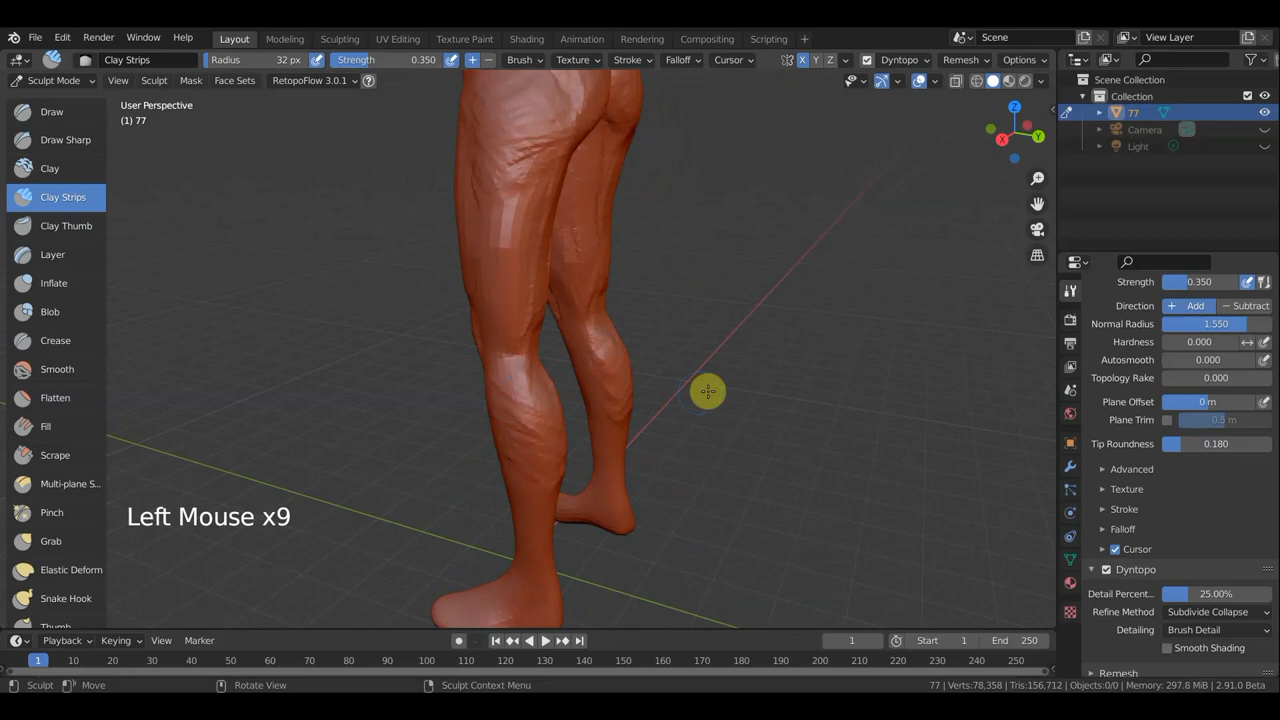 File Edit Render Window Help Layout Modeling Sculpting UV Editing Texture Paint Shading Animation Rendering Compositing Scripting + Scene View Layer
Clay Strips Radius 32 px Strength 0.350 Brush Texture Stroke Falloff Cursor X Y Z Dyntopo Remesh Options
Sculpt Mode View Sculpt Mask Face Sets RetopoFlow 3.0.1
Scene Collection
Collection
77
Camera
Light
User Perspective
(1) 77
Z
Y
X
Draw
Draw Sharp
Clay
Clay Strips
Clay Thumb
Layer
Inflate
Blob
Crease
Smooth
Flatten
Fill
Scrape
Multi-plane S...
Pinch
Grab
Elastic Deform
Snake Hook
Thumb
Left Mouse x9
Strength 0.350
Direction + Add − Subtract
Normal Radius 1.550
Hardness 0.000
Autosmooth 0.000
Topology Rake 0.000
Plane Offset 0 m
Plane Trim 0.5 m
Tip Roundness 0.180
Advanced
Texture
Stroke
Falloff
Cursor
Dyntopo
Detail Percent... 25.00%
Refine Method Subdivide Collapse
Detailing Brush Detail
Smooth Shading
Remesh
Playback Keying View Marker 1 Start 1 End 250
1 10 20 30 40 50 60 70 80 90 100 110 120 130 140 150 160 170 180 190 200 210 220 230 240 250
Sculpt Move Rotate View Sculpt Context Menu 77 | Verts:78,358 | Tris:156,712 | Objects:0/0 | Memory: 297.8 MiB | 2.91.0 Beta